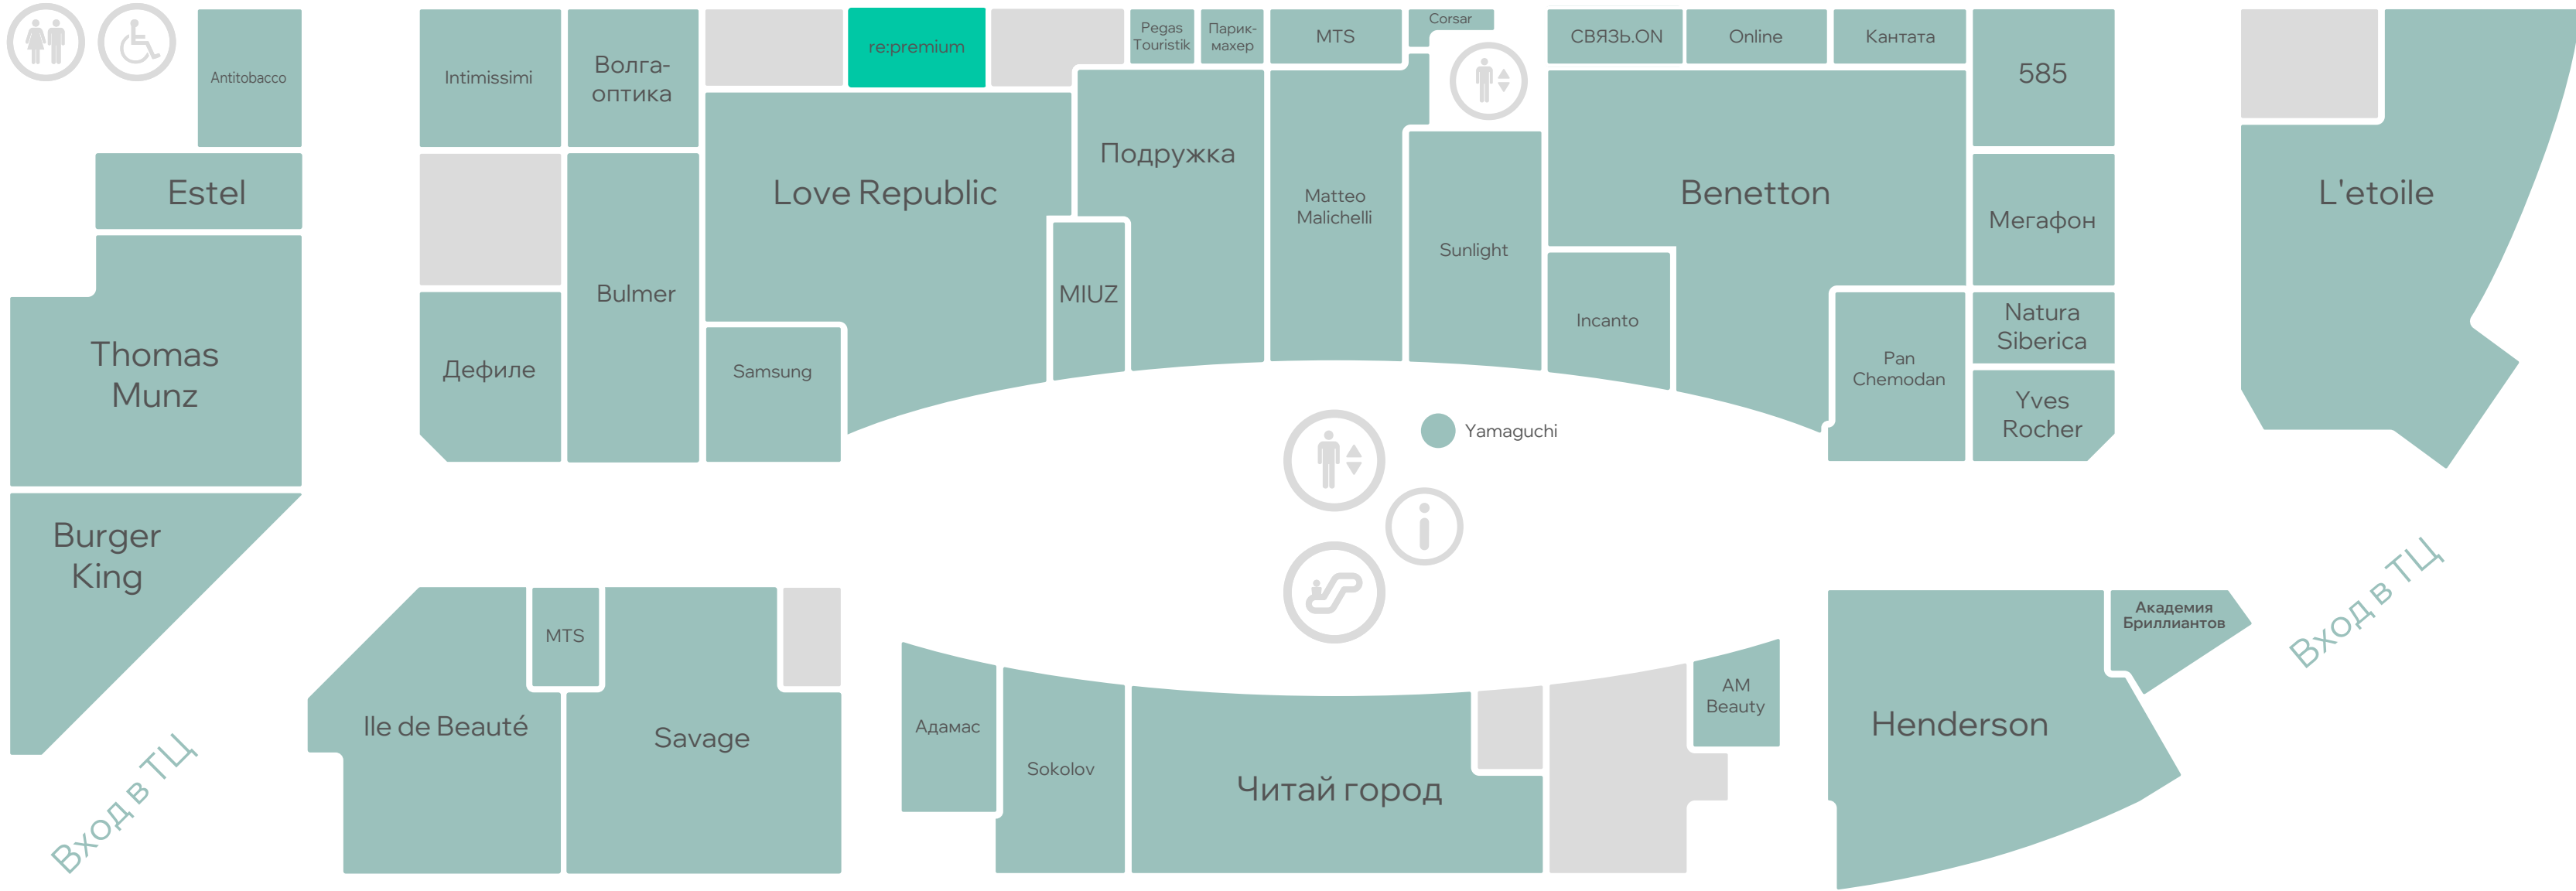 Antitobacco
Estel
Thomas
Munz
Burger
King
Вход в ТЦ
Intimissimi
Волга-
оптика
re:premium
Pegas
Touristik
Парик-
махер
MTS
Corsar
СВЯЗЬ.ON
Online
Кантата
585
Love Republic
Подружка
Matteo
Malichelli
Sunlight
Benetton
Мегафон
L'etoile
Дефиле
Bulmer
Samsung
MIUZ
Incanto
Pan
Chemodan
Natura
Siberica
Yves
Rocher
Yamaguchi
Ile de Beauté
MTS
Savage
Адамас
Sokolov
Читай город
AM
Beauty
Henderson
Академия
Бриллиантов
Вход в ТЦ